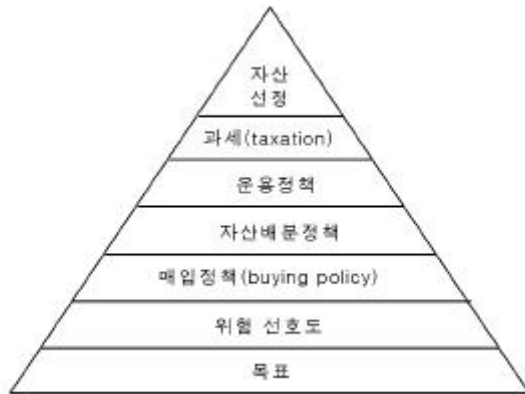 자산
선정
과세(taxation)
운용정책
자산배분정책
매입정책(buying policy)
위험 선호도
목표